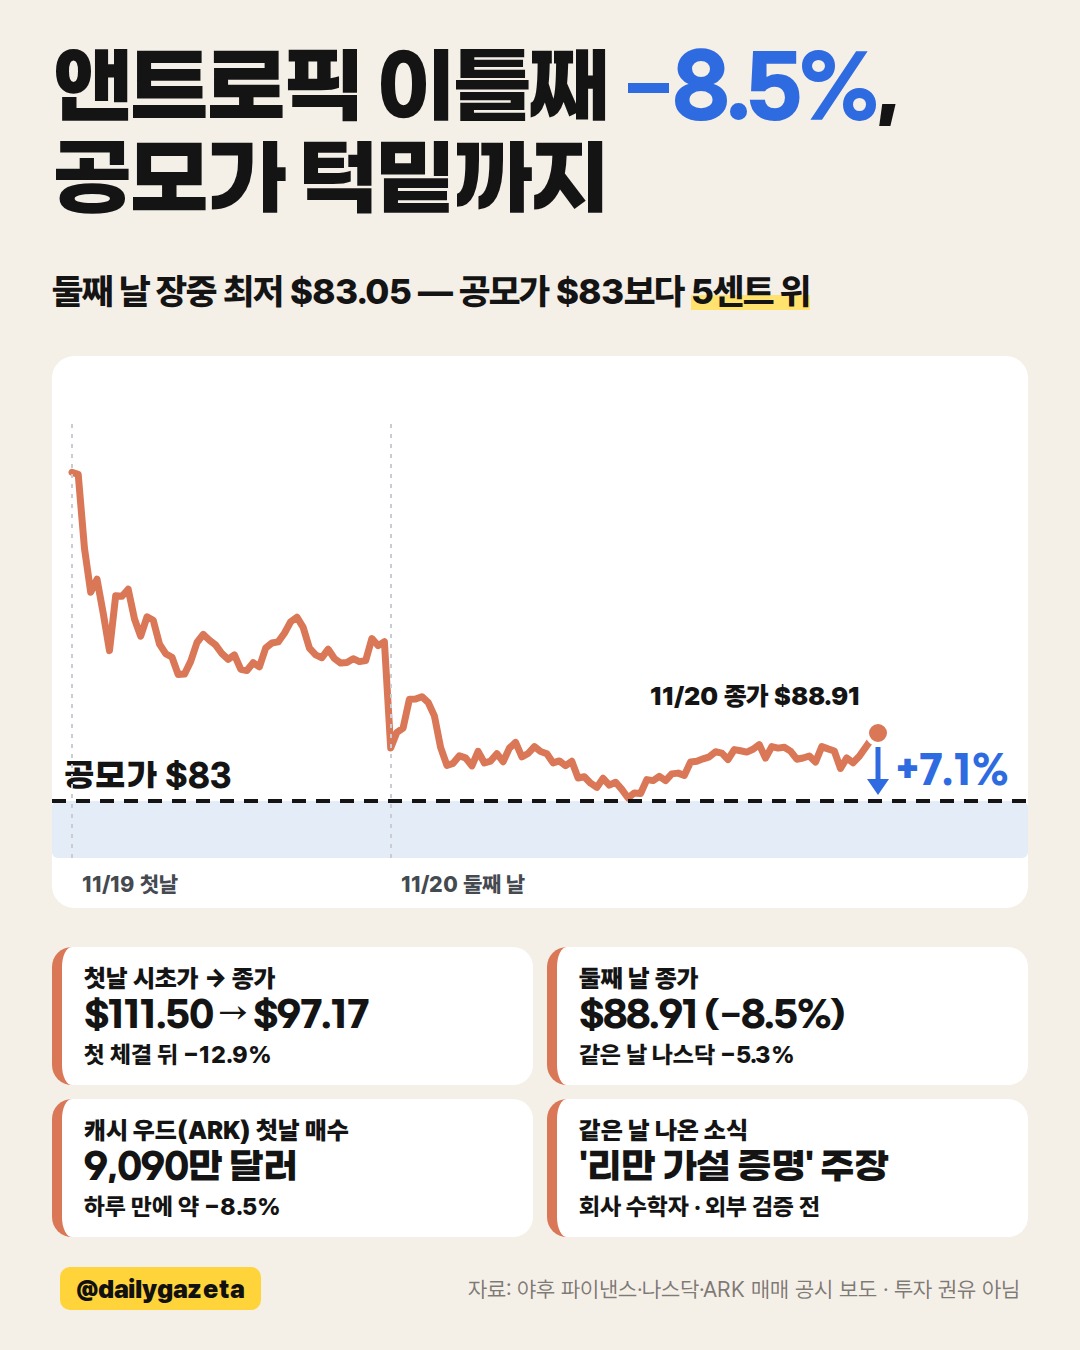 앤트로픽 이틀째 −8.5%,
공모가 턱밑까지
둘째 날 장중 최저 $83.05 — 공모가 $83보다 5센트 위
11/20 종가 $88.91
+7.1%
공모가 $83
11/19 첫날
11/20 둘째 날
첫날 시초가 → 종가
$111.50 → $97.17
첫 체결 뒤 −12.9%
둘째 날 종가
$88.91 (−8.5%)
같은 날 나스닥 −5.3%
캐시 우드(ARK) 첫날 매수
9,090만 달러
하루 만에 약 −8.5%
같은 날 나온 소식
'리만 가설 증명' 주장
회사 수학자 · 외부 검증 전
@dailygazeta
자료: 야후 파이낸스·나스닥·ARK 매매 공시 보도 · 투자 권유 아님